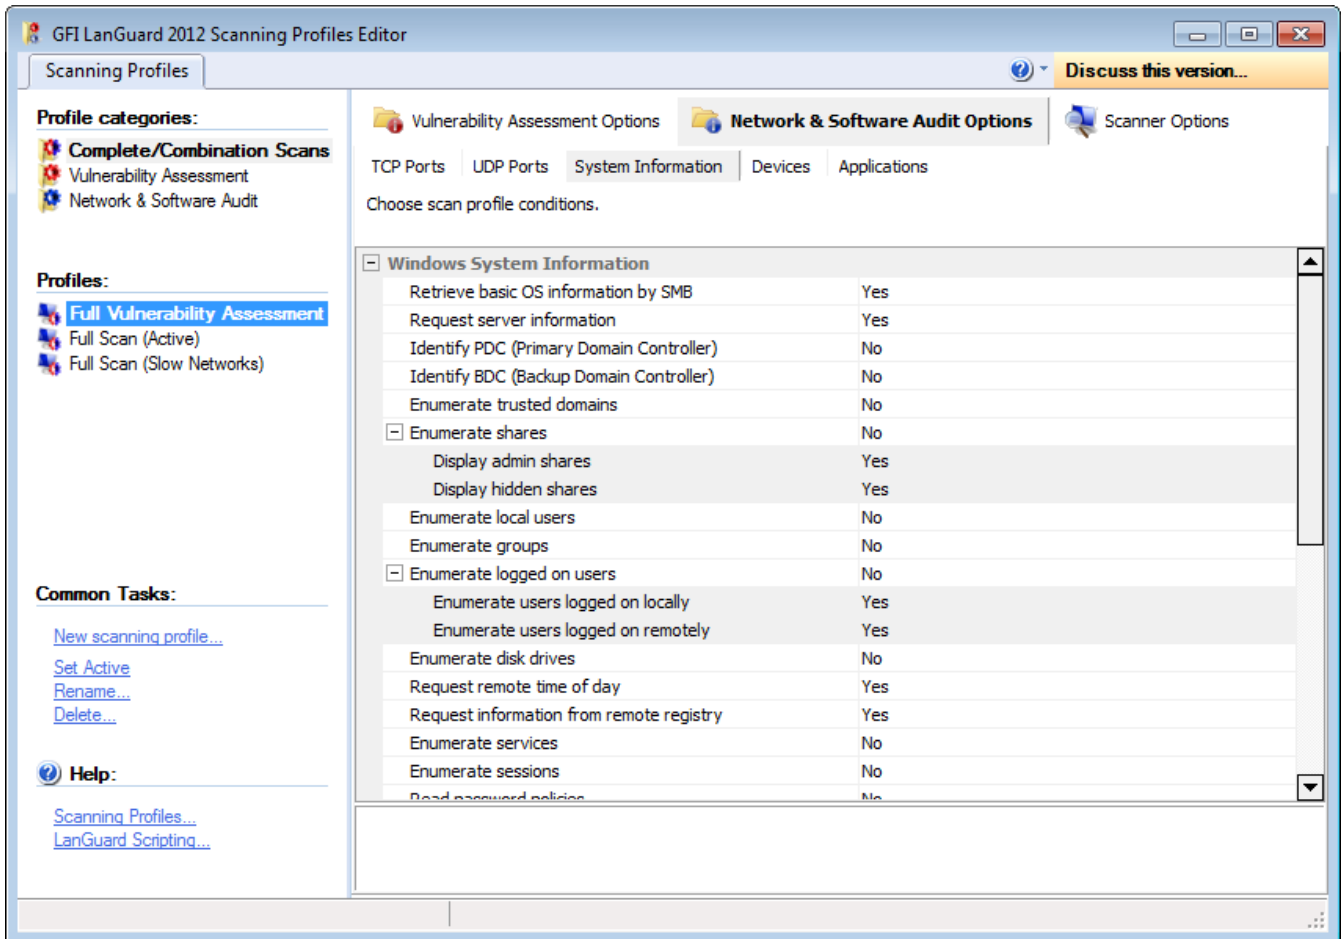 GFI LanGuard 2012 Scanning Profiles Editor
Scanning Profiles
Discuss this version...
Profile categories:
Complete/Combination Scans
Vulnerability Assessment
Network & Software Audit
Profiles:
Full Vulnerability Assessment
Full Scan (Active)
Full Scan (Slow Networks)
Common Tasks:
New scanning profile...
Set Active
Rename...
Delete...
Help:
Scanning Profiles...
LanGuard Scripting...
Vulnerability Assessment Options Network & Software Audit Options Scanner Options
TCP Ports UDP Ports System Information Devices Applications
Choose scan profile conditions.
Windows System Information
Retrieve basic OS information by SMB Yes
Request server information Yes
Identify PDC (Primary Domain Controller) No
Identify BDC (Backup Domain Controller) No
Enumerate trusted domains No
Enumerate shares No
Display admin shares Yes
Display hidden shares Yes
Enumerate local users No
Enumerate groups No
Enumerate logged on users No
Enumerate users logged on locally Yes
Enumerate users logged on remotely Yes
Enumerate disk drives No
Request remote time of day Yes
Request information from remote registry Yes
Enumerate services No
Enumerate sessions No
Read password policies No